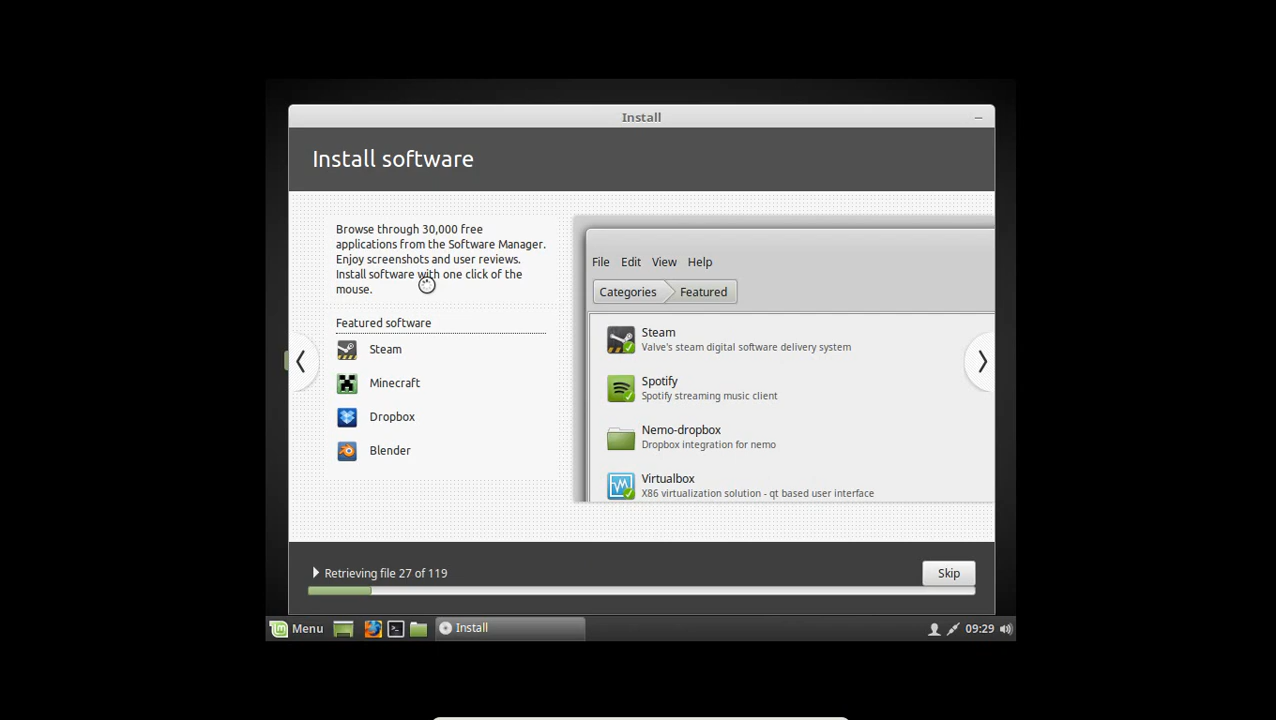 Install
Install software
Browse through 30,000 free
applications from the Software Manager.
Enjoy screenshots and user reviews.
Install software with one click of the
mouse.
Featured software
Steam
Minecraft
Dropbox
Blender
File Edit View Help
Categories Featured
Steam
Valve's steam digital software delivery system
Spotify
Spotify streaming music client
Nemo-dropbox
Dropbox integration for nemo
Virtualbox
X86 virtualization solution - qt based user interface
Retrieving file 27 of 119
Skip
Menu
Install
09:29